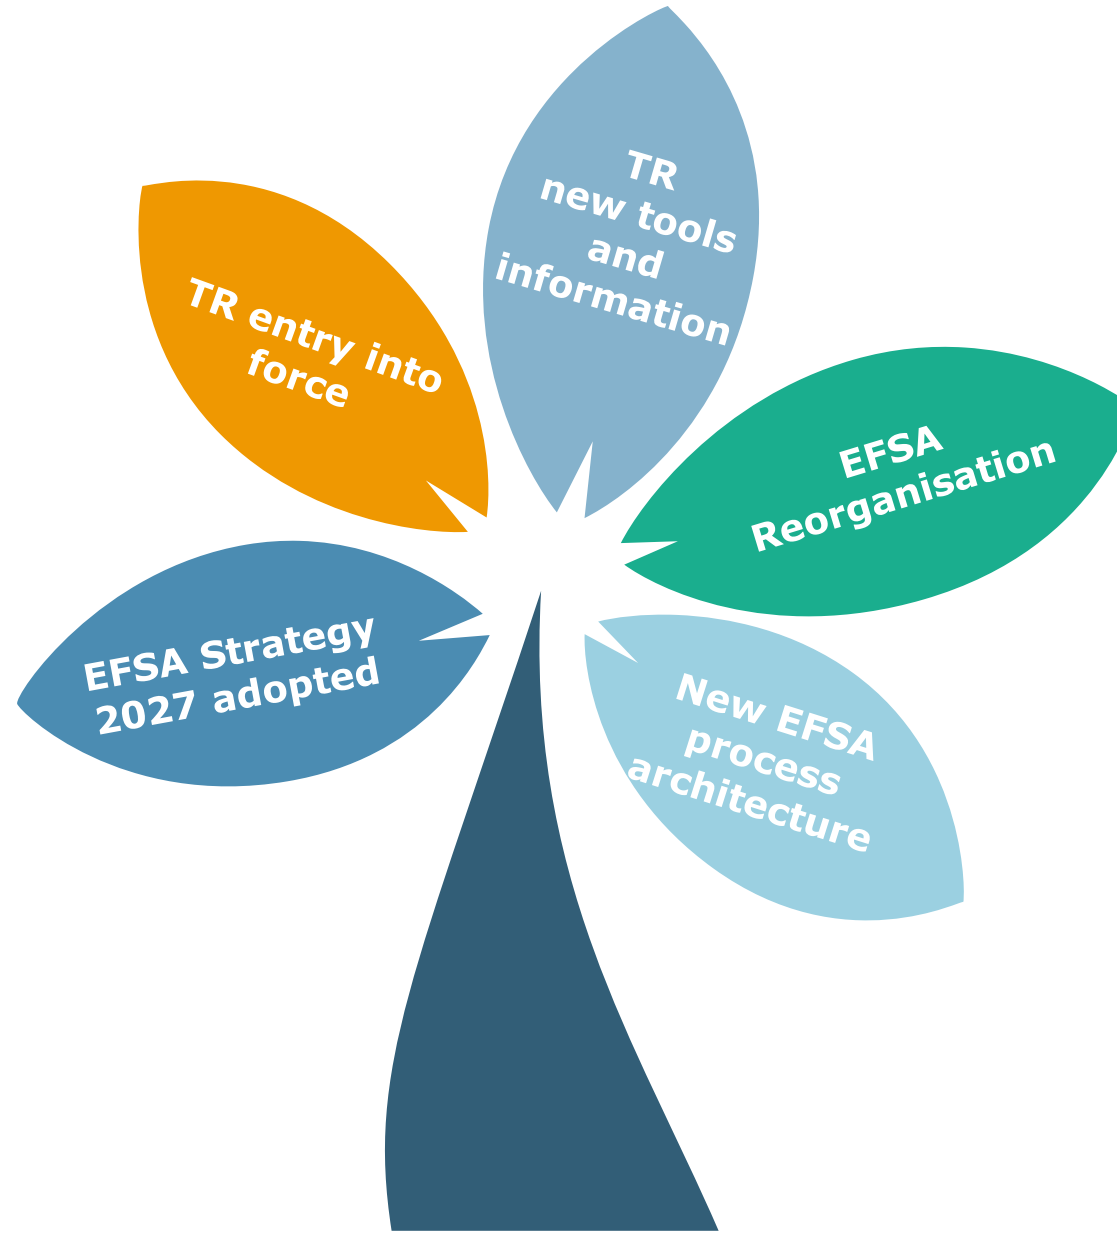 EFSA Strategy
2027 adopted
TR entry into
force
TR
new tools
and
information
EFSA
Reorganisation
New EFSA
process
architecture